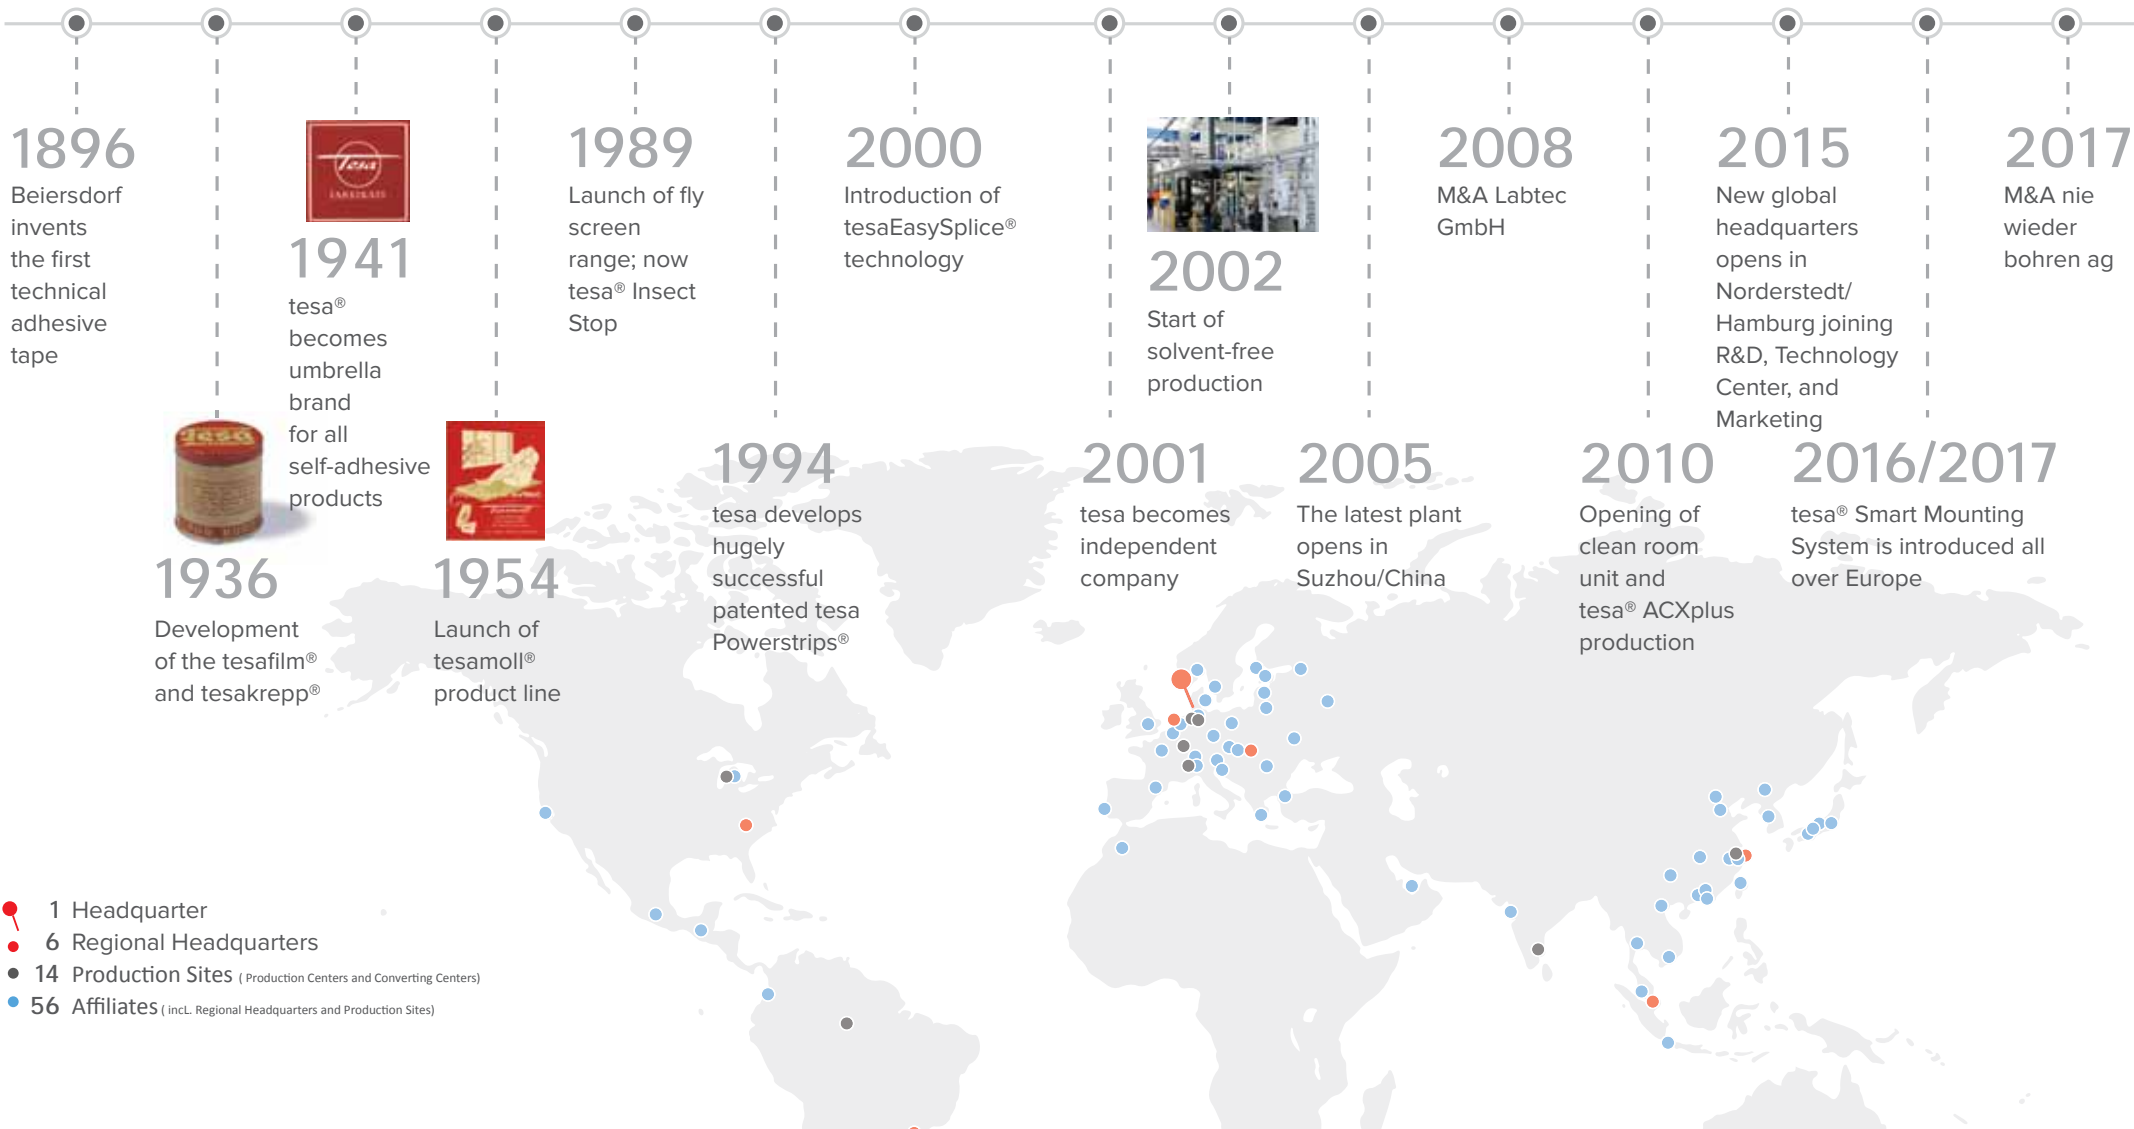 1896
Beiersdorf
invents
the first
technical
adhesive
tape
1936
Development
of the tesafilm®
and tesakrepp®
tesa
1941
tesa®
becomes
umbrella
brand
for all
self-adhesive
products
1954
Launch of
tesamoll®
product line
1989
Launch of fly
screen
range; now
tesa® Insect
Stop
1994
tesa develops
hugely
successful
patented tesa
Powerstrips®
2000
Introduction of
tesaEasySplice®
technology
2001
tesa becomes
independent
company
2002
Start of
solvent-free
production
2005
The latest plant
opens in
Suzhou/China
2008
M&A Labtec
GmbH
2010
Opening of
clean room
unit and
tesa® ACXplus
production
2015
New global
headquarters
opens in
Norderstedt/
Hamburg joining
R&D, Technology
Center, and
Marketing
2016/2017
tesa® Smart Mounting
System is introduced all
over Europe
2017
M&A nie
wieder
bohren ag
1 Headquarter
6 Regional Headquarters
14 Production Sites ( Production Centers and Converting Centers)
56 Affiliates ( incL. Regional Headquarters and Production Sites)